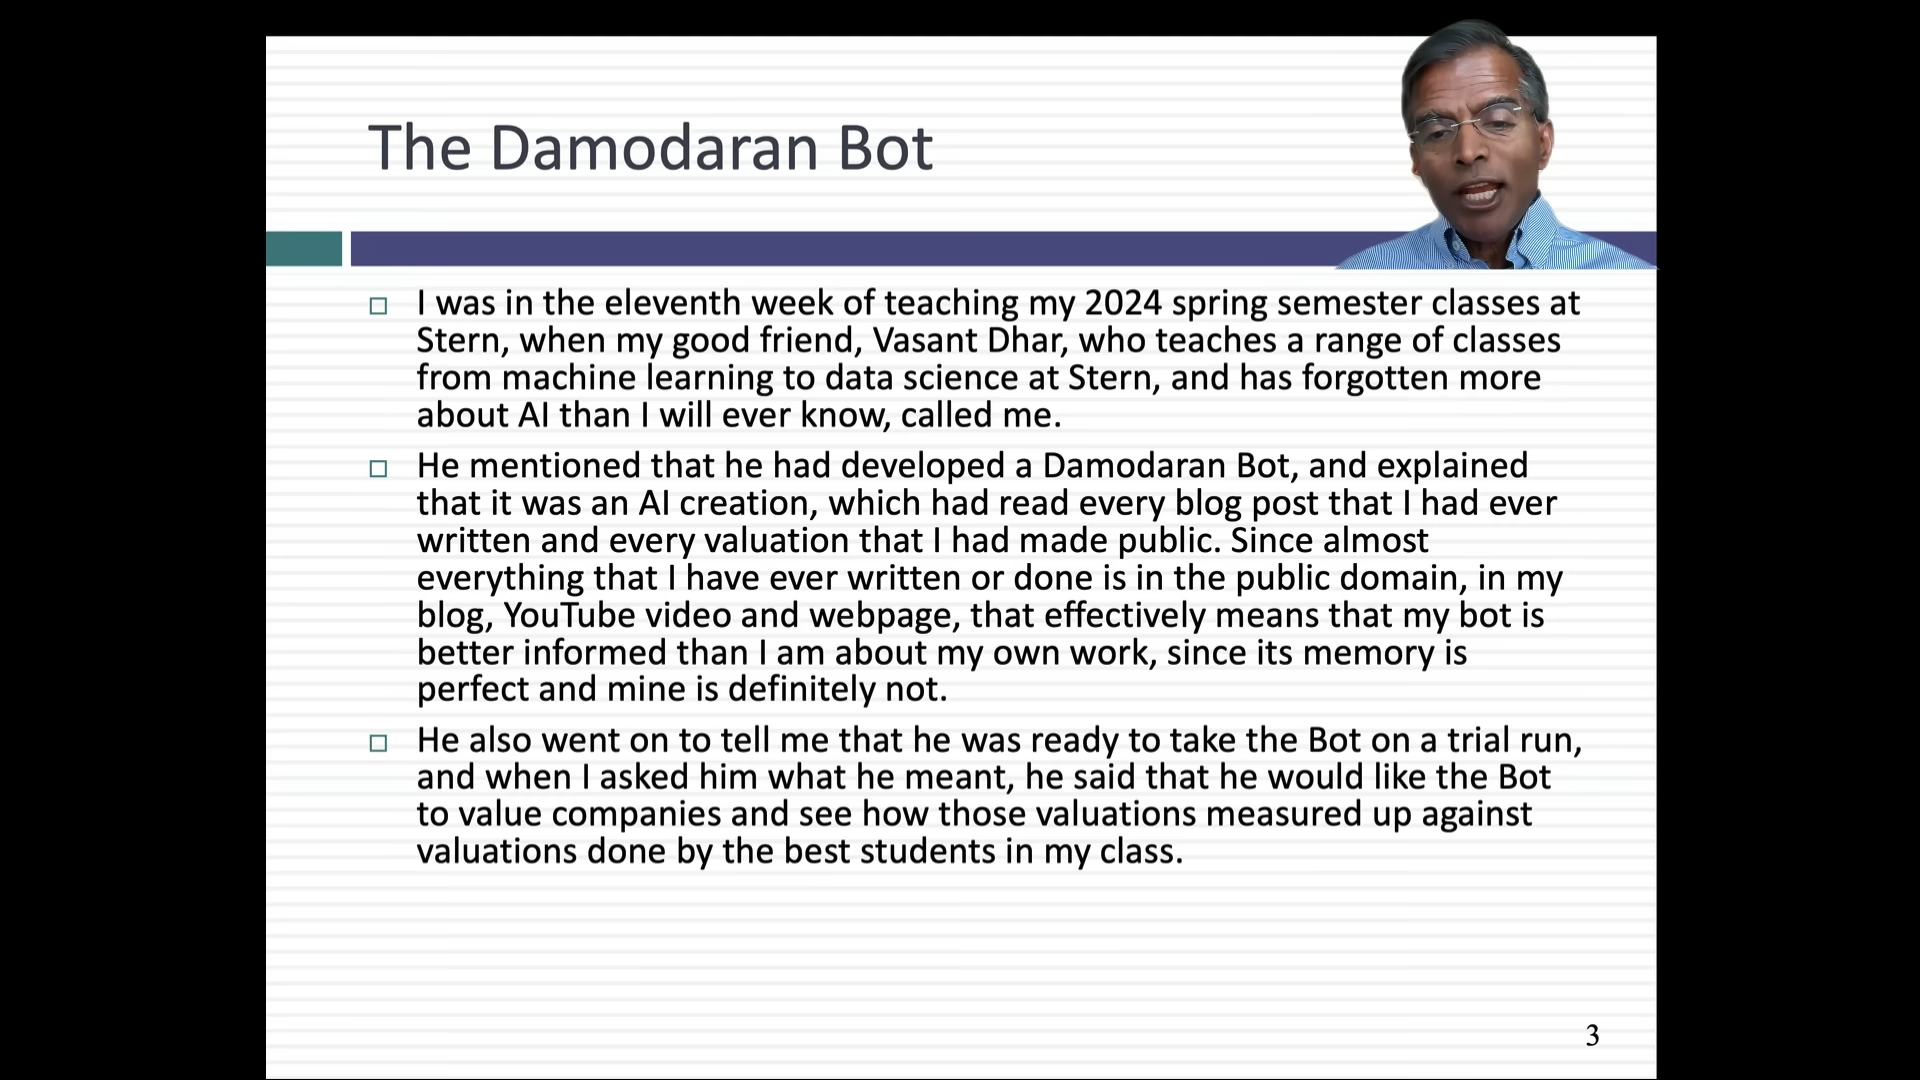 The Damodaran Bot
I was in the eleventh week of teaching my 2024 spring semester classes at
Stern, when my good friend, Vasant Dhar, who teaches a range of classes
from machine learning to data science at Stern, and has forgotten more
about AI than I will ever know, called me.
He mentioned that he had developed a Damodaran Bot, and explained
that it was an AI creation, which had read every blog post that I had ever
written and every valuation that I had made public. Since almost
everything that I have ever written or done is in the public domain, in my
blog, YouTube video and webpage, that effectively means that my bot is
better informed than I am about my own work, since its memory is
perfect and mine is definitely not.
He also went on to tell me that he was ready to take the Bot on a trial run,
and when I asked him what he meant, he said that he would like the Bot
to value companies and see how those valuations measured up against
valuations done by the best students in my class.
3